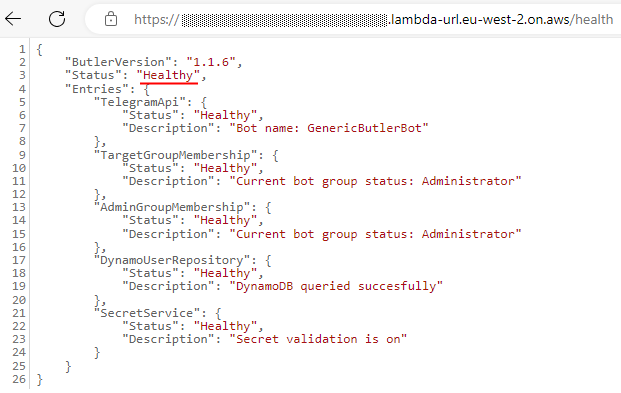 https://.lambda-url.eu-west-2.on.aws/health
1 {
2     "ButlerVersion": "1.1.6",
3     "Status": "Healthy",
4     "Entries": {
5         "TelegramApi": {
6             "Status": "Healthy",
7             "Description": "Bot name: GenericButlerBot"
8         },
9         "TargetGroupMembership": {
10             "Status": "Healthy",
11             "Description": "Current bot group status: Administrator"
12         },
13         "AdminGroupMembership": {
14             "Status": "Healthy",
15             "Description": "Current bot group status: Administrator"
16         },
17         "DynamoUserRepository": {
18             "Status": "Healthy",
19             "Description": "DynamoDB queried succesfully"
20         },
21         "SecretService": {
22             "Status": "Healthy",
23             "Description": "Secret validation is on"
24         }
25     }
26 }